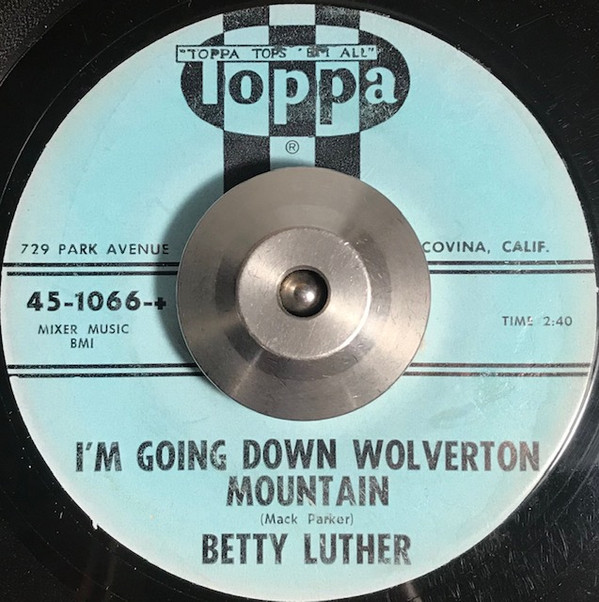 "TOPPA TOPS 'EM ALL"
Toppa
®
729 PARK AVENUE COVINA, CALIF.
45-1066-+
MIXER MUSIC
BMI
TIME 2:40
I'M GOING DOWN WOLVERTON
MOUNTAIN
(Mack Parker)
BETTY LUTHER